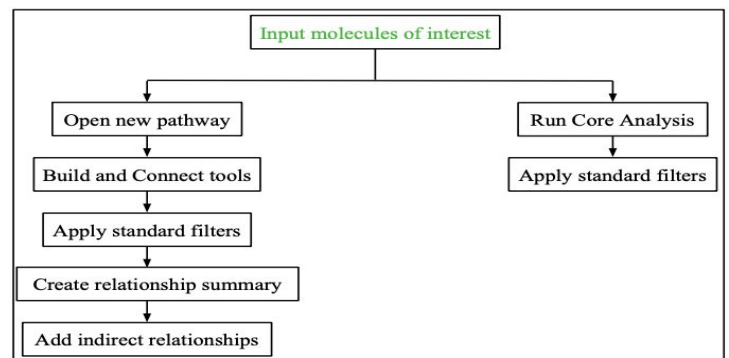 Input molecules of interest
Open new pathway
Run Core Analysis
Build and Connect tools
Apply standard filters
Apply standard filters
Create relationship summary
Add indirect relationships